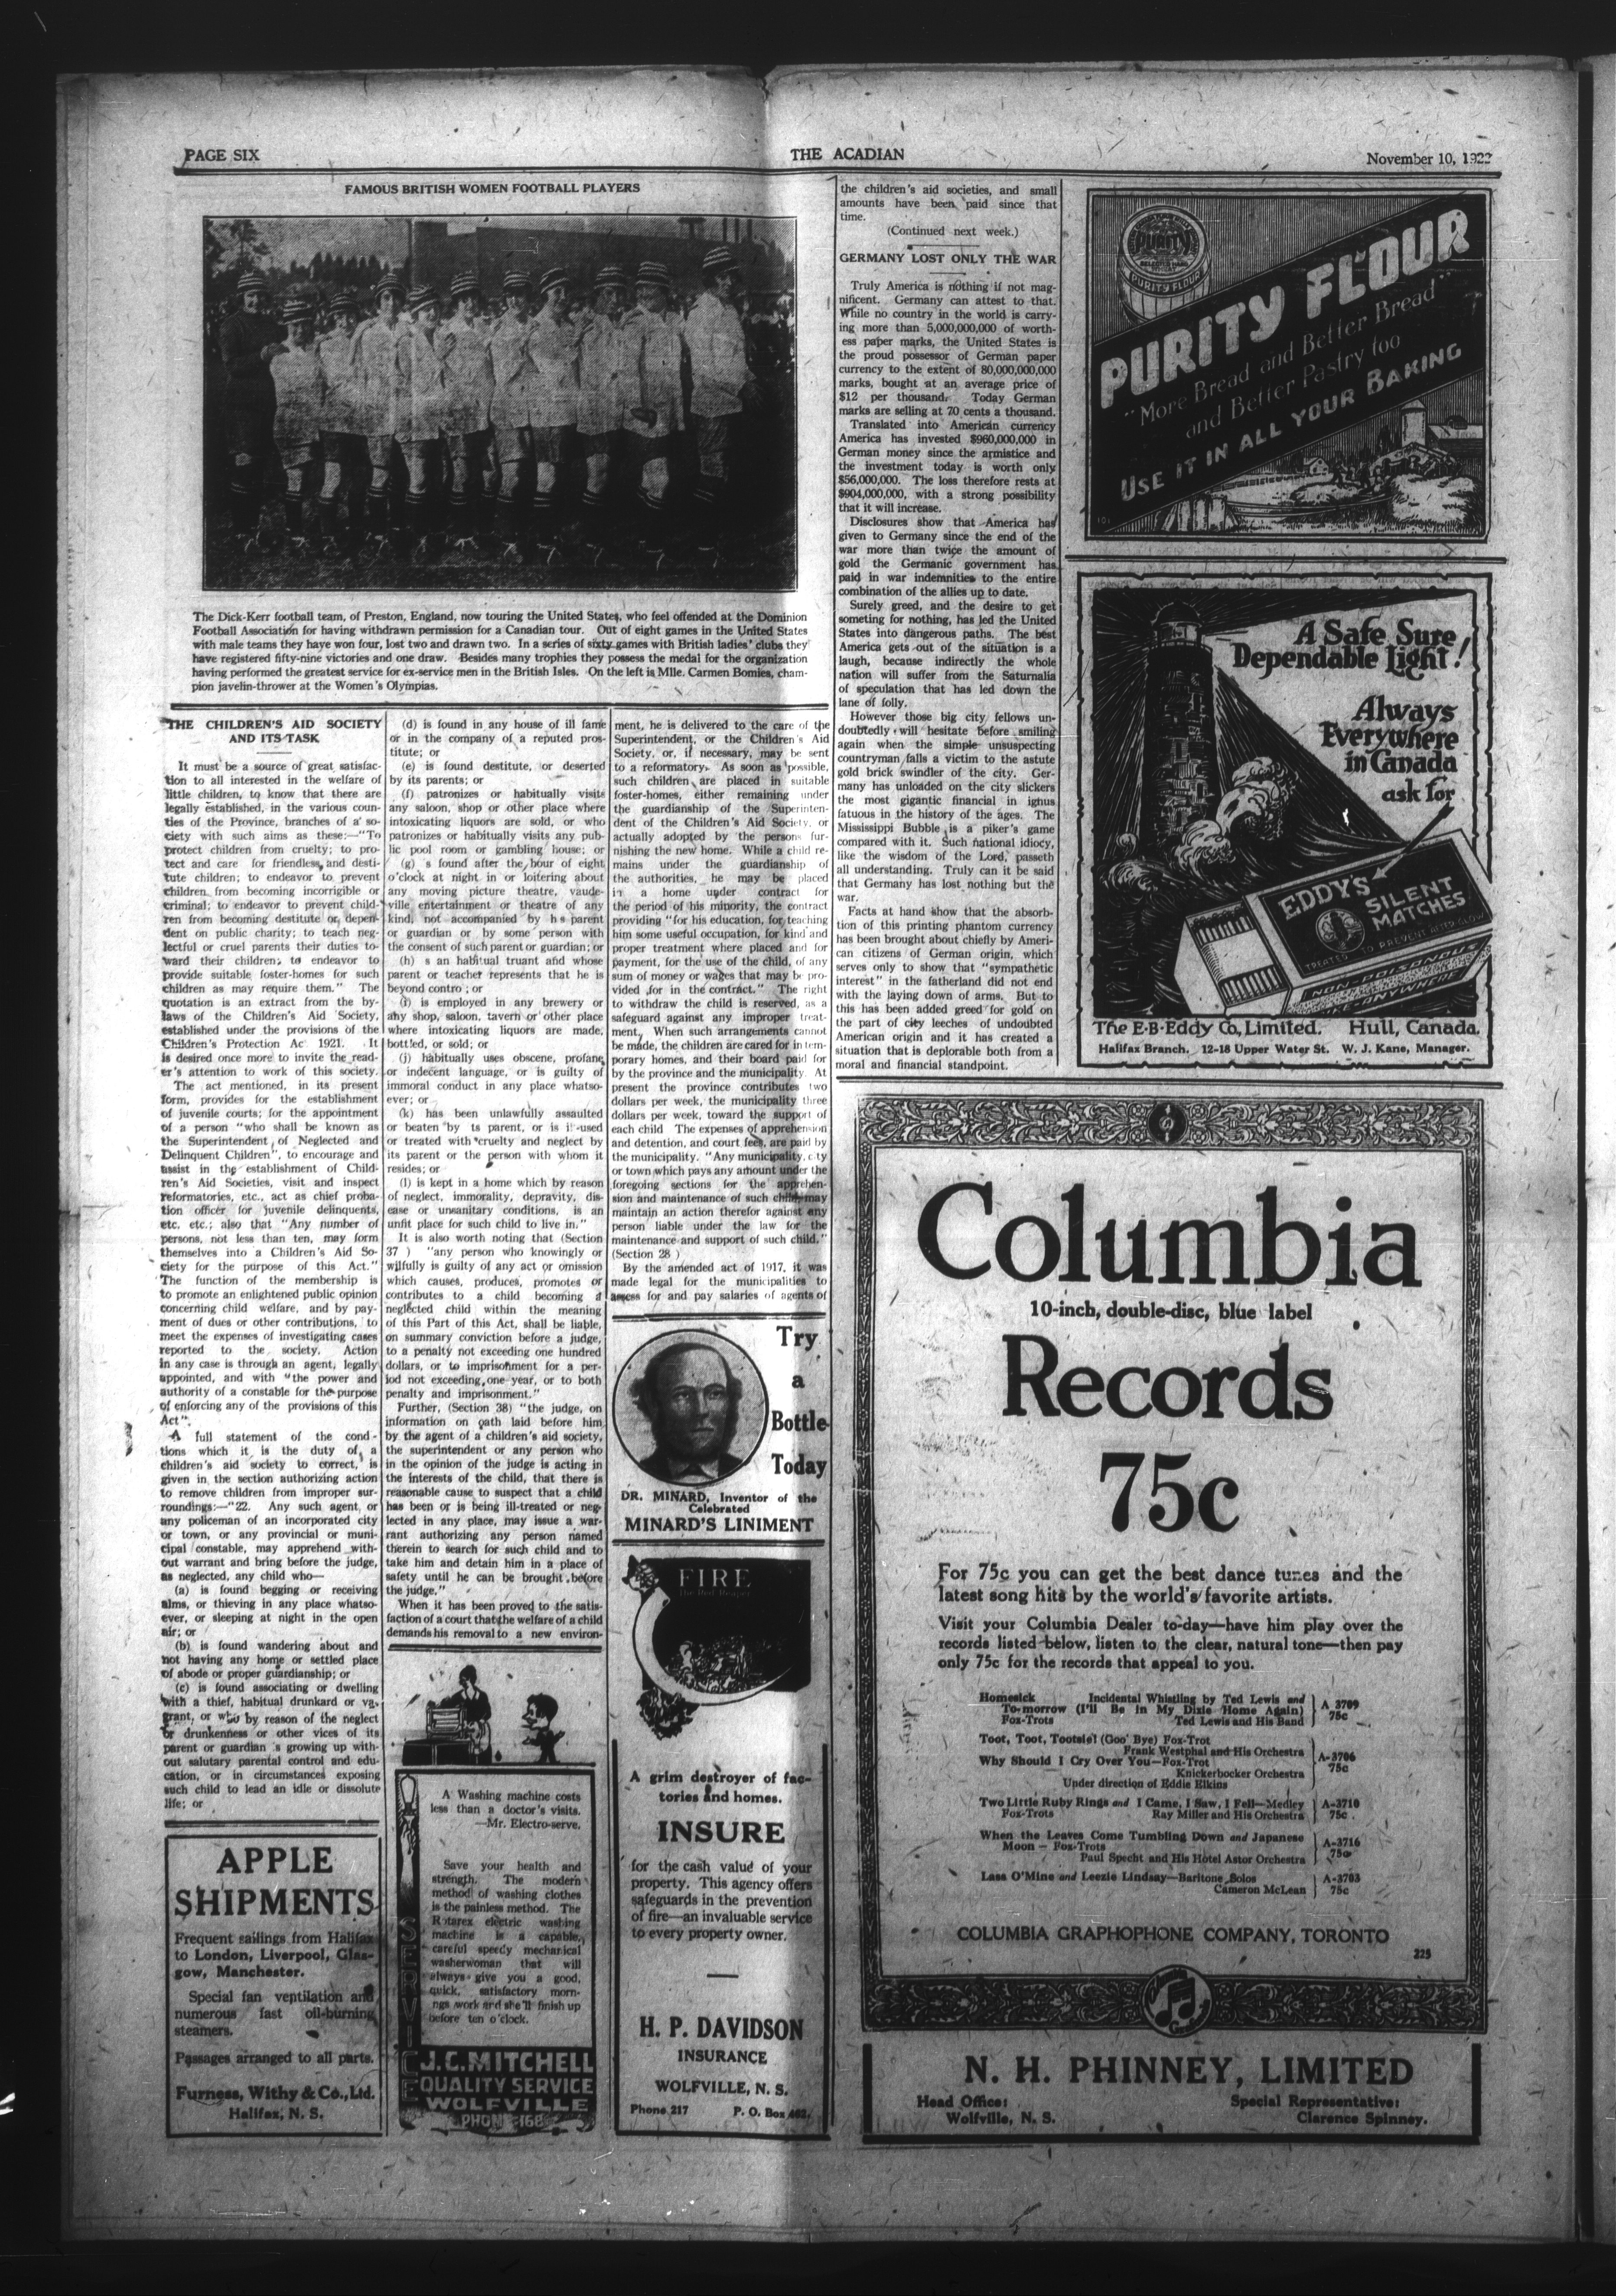 PAGE SIX
THE ACADIAN
November 10, 1922
FAMOUS BRITISH WOMEN FOOTBALL PLAYERS
The Dick-Kerr football team, of Preston, England, now touring the United States, who feel offended at the Dominion
Football Association for having withdrawn permission for a Canadian tour. Out of eight games in the United States
with male teams they have won four, lost two and drawn two. In a series of sixty games with British ladies' clubs they
have registered fifty-nine victories and one draw. Besides many trophies they possess the medal for the organization
having performed the greatest service for ex-service men in the British Isles. On the left is Mlle. Carmen Bomies, cham-
pion javelin-thrower at the Women's Olympias.
THE CHILDREN'S AID SOCIETY
AND ITS TASK
It must be a source of great satisfac-
tion to all interested in the welfare of
little children, to know that there are
legally established, in the various coun-
ties of the Province, branches of a so-
ciety with such aims as these:—"To
protect children from cruelty; to pro-
tect and care for friendless and desti-
tute children; to endeavor to prevent
children from becoming incorrigible or
criminal; to endeavor to prevent child-
ren from becoming destitute or depen-
dent on public charity; to teach neg-
lectful or cruel parents their duties to-
ward their children; to endeavor to
provide suitable foster-homes for such
children as may require them." The
quotation is an extract from the by-
laws of the Children's Aid Society,
established under the provisions of the
Children's Protection Ac 1921. It
is desired once more to invite the read-
er's attention to work of this society.
The act mentioned, in its present
form, provides for the establishment
of juvenile courts; for the appointment
of a person "who shall be known as
the Superintendent of Neglected and
Delinquent Children", to encourage and
assist in the establishment of Child-
ren's Aid Societies, visit and inspect
reformatories, etc., act as chief proba-
tion officer for juvenile delinquents,
etc. etc.; also that "Any number of
persons, not less than ten, may form
themselves into a Children's Aid So-
ciety for the purpose of this Act."
The function of the membership is
to promote an enlightened public opinion
concerning child welfare, and by pay-
ment of dues or other contributions, to
meet the expenses of investigating cases
reported to the society. Action
in any case is through an agent, legally
appointed, and with "the power and
authority of a constable for the purpose
of enforcing any of the provisions of this
Act".
A full statement of the cond-
tions which it is the duty of a
children's aid society to correct, is
given in the section authorizing action
to remove children from improper sur-
roundings:—"22. Any such agent, or
any policeman of an incorporated city
or town, or any provincial or muni-
cipal constable, may apprehend with-
out warrant and bring before the judge,
as neglected, any child who—
(a) is found begging or receiving
alms, or thieving in any place whatso-
ever, or sleeping at night in the open
air; or
(b) is found wandering about and
not having any home or settled place
of abode or proper guardianship; or
(c) is found associating or dwelling
with a thief, habitual drunkard or va-
grant, or who by reason of the neglect
or drunkenness or other vices of its
parent or guardian s growing up with-
out salutary parental control and edu-
cation, or in circumstances exposing
such child to lead an idle or dissolute
life; or
(d) is found in any house of ill fame
or in the company of a reputed pros-
titute; or
(e) is found destitute, or deserted
by its parents; or
(f) patronizes or habitually visits
any saloon, shop or other place where
intoxicating liquors are sold, or who
patronizes or habitually visits any pub-
lic pool room or gambling house; or
(g) s found after the hour of eight
o'clock at night in or loitering about
any moving picture theatre, vaude-
ville entertainment or theatre of any
kind, not accompanied by h s parent
or guardian or by some person with
the consent of such parent or guardian; or
(h) s an habitual truant and whose
parent or teacher represents that he is
beyond contro ; or
(i) is employed in any brewery or
any shop, saloon, tavern or other place
where intoxicating liquors are made,
bottled, or sold; or
(j) habitually uses obscene, profane
or indecent language, or is guilty of
immoral conduct in any place whatso-
ever; or
(k) has been unlawfully assaulted
or beaten by ts parent, or is il-used
or treated with cruelty and neglect by
its parent or the person with whom it
resides; or
(l) is kept in a home which by reason
of neglect, immorality, depravity, dis-
ease or unsanitary conditions, is an
unfit place for such child to live in."
It is also worth noting that (Section
37 ) "any person who knowingly or
wilfully is guilty of any act or omission
which causes, produces, promotes or
contributes to a child becoming a
neglected child within the meaning
of this Part of this Act, shall be liable,
on summary conviction before a judge,
to a penalty not exceeding one hundred
dollars, or to imprisonment for a per-
iod not exceeding one year, or to both
penalty and imprisonment."
Further, (Section 38) "the judge, on
information on oath laid before him
by the agent of a children's aid society,
the superintendent or any person who
in the opinion of the judge is acting in
the interests of the child, that there is
reasonable cause to suspect that a child
has been or is being ill-treated or neg-
lected in any place, may issue a war-
rant authorizing any person named
therein to search for such child and to
take him and detain him in a place of
safety until he can be brought before
the judge."
When it has been proved to the satis-
faction of a court that the welfare of a child
demands his removal to a new environ-
ment, he is delivered to the care of the
Superintendent, or the Children's Aid
Society, or, if necessary, may be sent
to a reformatory. As soon as possible,
such children are placed in suitable
foster-homes, either remaining under
the guardianship of the Superinten-
dent of the Children's Aid Society, or
actually adopted by the persons fur-
nishing the new home. While a child re-
mains under the guardianship of
the authorities, he may be placed
in a home under contract for
the period of his minority, the contract
providing "for his education, for teaching
him some useful occupation, for kind and
proper treatment where placed and for
payment, for the use of the child, of any
sum of money or wages that may be pro-
vided for in the contract." The right
to withdraw the child is reserved, as a
safeguard against any improper treat-
ment. When such arrangements cannot
be made, the children are cared for in tem-
porary homes, and their board paid for
by the province and the municipality. At
present the province contributes two
dollars per week, the municipality three
dollars per week, toward the support of
each child The expenses of apprehension
and detention, and court fees, are paid by
the municipality. "Any municipality, c ty
or town which pays any amount under the
foregoing sections for the apprehen-
sion and maintenance of such child may
maintain an action therefor against any
person liable under the law for the
maintenance and support of such child."
(Section 28 )
By the amended act of 1917, it was
made legal for the municipalities to
assess for and pay salaries of agents of
the children's aid societies, and small
amounts have been paid since that
time.
(Continued next week.)
GERMANY LOST ONLY THE WAR
Truly America is nothing if not mag-
nificent. Germany can attest to that.
While no country in the world is carry-
ing more than 5,000,000,000 of worth-
ess paper marks, the United States is
the proud possessor of German paper
currency to the extent of 80,000,000,000
marks, bought at an average price of
$12 per thousand. Today German
marks are selling at 70 cents a thousand.
Translated into American currency
America has invested $960,000,000 in
German money since the armistice and
the investment today is worth only
$56,000,000. The loss therefore rests at
$904,000,000, with a strong possibility
that it will increase.
Disclosures show that America has
given to Germany since the end of the
war more than twice the amount of
gold the Germanic government has
paid in war indemnities to the entire
combination of the allies up to date.
Surely greed, and the desire to get
someting for nothing, has led the United
States into dangerous paths. The best
America gets out of the situation is a
laugh, because indirectly the whole
nation will suffer from the Saturnalia
of speculation that has led down the
lane of folly.
However those big city fellows un-
doubtedly will hesitate before smiling
again when the simple unsuspecting
countryman falls a victim to the astute
gold brick swindler of the city. Ger-
many has unloaded on the city slickers
the most gigantic financial in ignus
fatuous in the history of the ages. The
Mississippi Bubble is a piker's game
compared with it. Such national idiocy,
like the wisdom of the Lord, passeth
all understanding. Truly can it be said
that Germany has lost nothing but the
war.
Facts at hand show that the absorb-
tion of this printing phantom currency
has been brought about chiefly by Ameri-
can citizens of German origin, which
serves only to show that "sympathetic
interest" in the fatherland did not end
with the laying down of arms. But to
this has been added greed for gold on
the part of city leeches of undoubted
American origin and it has created a
situation that is deplorable both from a
moral and financial standpoint.
PURITY
PURITY FLOUR
PURITY FLOUR
"More Bread and Better Bread"
and Better Pastry too
USE IT IN ALL YOUR BAKING
101
A Safe Sure
Dependable Light!
Always
Everywhere
in Canada
ask for
EDDY'S
SILENT
MATCHES
TREATED TO PREVENT AFTER GLOW
NON-POISONOUS
STRIKE ANYWHERE
The E·B·Eddy Co, Limited. Hull, Canada.
Halifax Branch. 12-18 Upper Water St. W. J. Kane, Manager.
Try
a
Bottle
Today
DR. MINARD, Inventor of the
Celebrated
MINARD'S LINIMENT
FIRE
The Red Reaper
A grim destroyer of fac-
tories and homes.
INSURE
for the cash value of your
property. This agency offers
safeguards in the prevention
of fire—an invaluable service
to every property owner.
H. P. DAVIDSON
INSURANCE
WOLFVILLE, N. S.
Phone 217 P. O. Box 462.
APPLE
SHIPMENTS
Frequent sailings from Halifax
to London, Liverpool, Glas-
gow, Manchester.
Special fan ventilation and
numerous fast oil-burning
steamers.
Passages arranged to all parts.
Furness, Withy & Co., Ltd.
Halifax, N. S.
A Washing machine costs
less than a doctor's visits.
—Mr. Electro-serve.
Save your health and
strength. The modern
method of washing clothes
is the painless method. The
Rotarex electric washing
machine is a capable,
careful speedy mechanical
washerwoman that will
always give you a good,
quick, satisfactory morn-
ngs work and she'll finish up
before ten o'clock.
SERVICE
J.C. MITCHELL
QUALITY SERVICE
WOLFVILLE
PHONE 168
Columbia
10-inch, double-disc, blue label
Records
75c
For 75c you can get the best dance tunes and the
latest song hits by the world's favorite artists.
Visit your Columbia Dealer to-day—have him play over the
records listed below, listen to the clear, natural tone—then pay
only 75c for the records that appeal to you.
Homesick Incidental Whistling by Ted Lewis and
To-morrow (I'll Be in My Dixie Home Again)
Fox-Trots Ted Lewis and His Band
A 3709
75c
Toot, Toot, Tootsie! (Goo' Bye) Fox-Trot
Frank Westphal and His Orchestra
Why Should I Cry Over You—Fox-Trot
Knickerbocker Orchestra
Under direction of Eddie Elkins
A-3706
75c
Two Little Ruby Rings and I Came, I Saw, I Fell—Medley
Fox-Trots Ray Miller and His Orchestra
A-3710
75c
When the Leaves Come Tumbling Down and Japanese
Moon — Fox-Trots
Paul Specht and His Hotel Astor Orchestra
A-3716
75c
Lass O'Mine and Leezie Lindsay—Baritone Solos
Cameron McLean
A-3703
75c
COLUMBIA GRAPHOPHONE COMPANY, TORONTO
225
N. H. PHINNEY, LIMITED
Head Office: Special Representative:
Wolfville, N. S. Clarence Spinney.